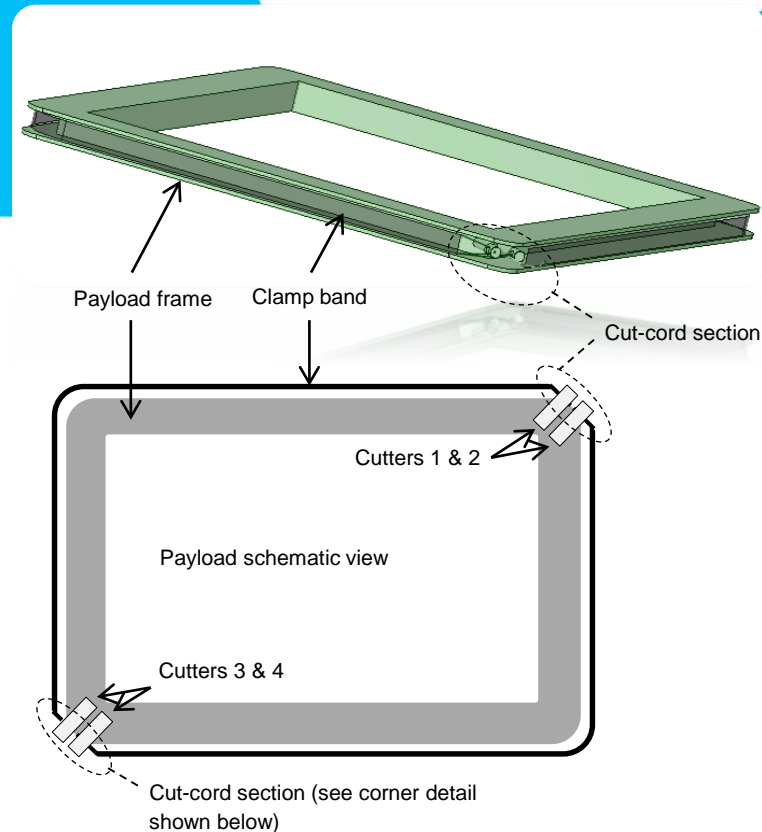 Payload frame
Clamp band
Cut-cord section
Cutters 1 & 2
Payload schematic view
Cutters 3 & 4
Cut-cord section (see corner detail
shown below)